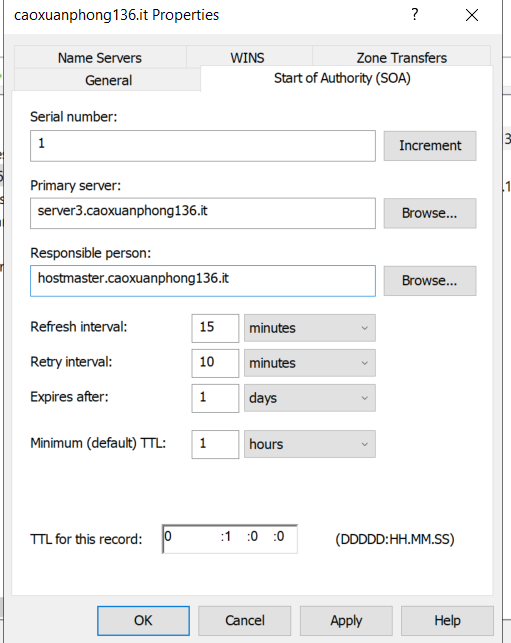 caoxuanphong136.it Properties
?
Name Servers WINS Zone Transfers
General Start of Authority (SOA)
Serial number:
1 Increment
Primary server:
server3.caoxuanphong136.it Browse...
Responsible person:
hostmaster.caoxuanphong136.it Browse...
Refresh interval: 15 minutes
Retry interval: 10 minutes
Expires after: 1 days
Minimum (default) TTL: 1 hours
TTL for this record: 0 :1 :0 :0 (DDDDD:HH.MM.SS)
OK Cancel Apply Help